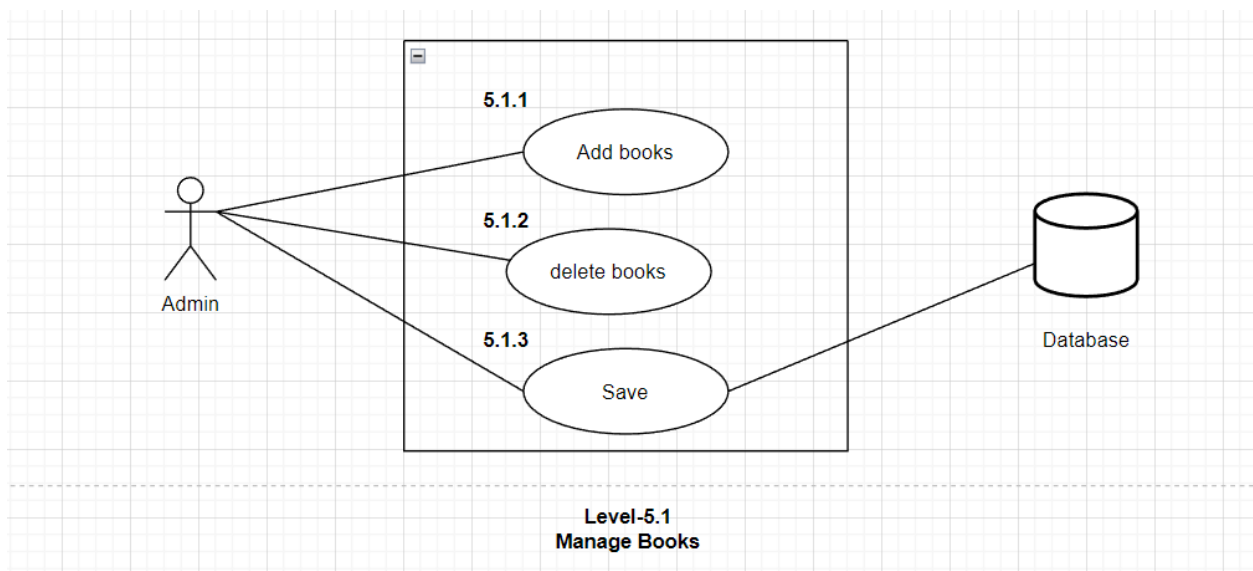 5.1.1
Add books
5.1.2
delete books
Admin
5.1.3
Database
Save
Level-5.1
Manage Books